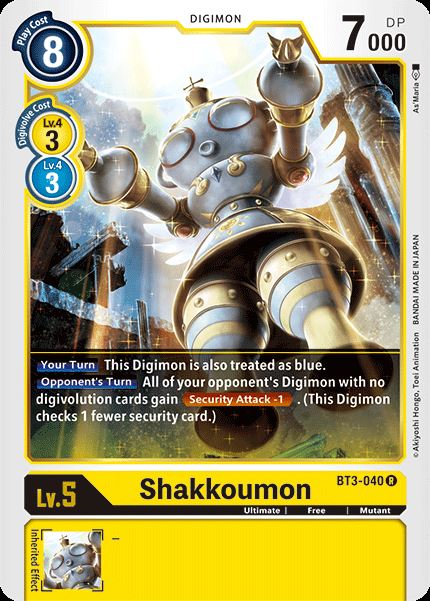 Play Cost
8
DIGIMON
7000
DP
Digivolve Cost
Lv.4
3
Lv.4
3
As'Maria
Your Turn This Digimon is also treated as blue.
Opponent's Turn All of your opponent's Digimon with no
digivolution cards gain Security Attack -1 . (This Digimon
checks 1 fewer security card.)
©Akiyoshi Hongo, Toei Animation BANDAI MADE IN JAPAN
Lv.5
Shakkoumon
BT3-040 R
Ultimate | Free | Mutant
Inherited Effect
–